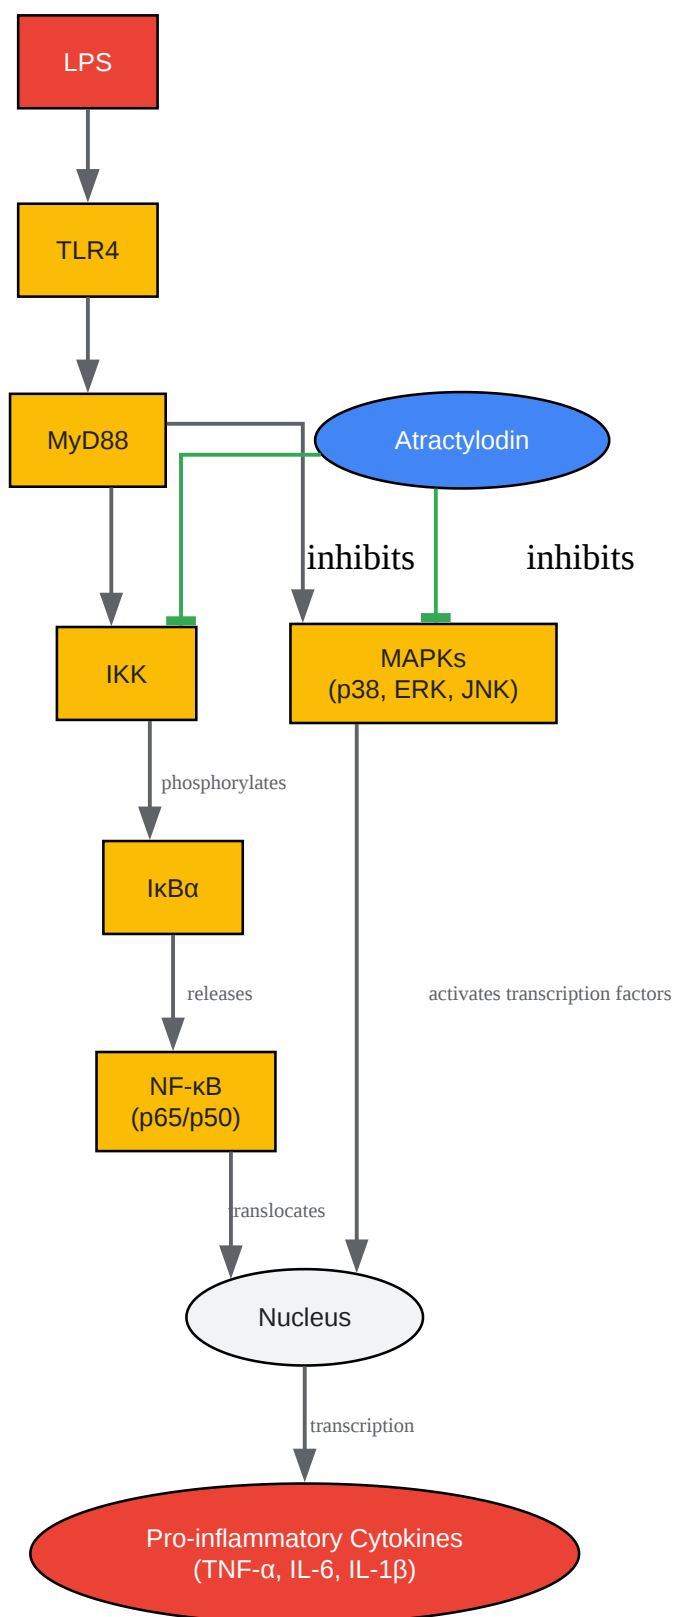 LPS
TLR4
MyD88
Atractylodin
inhibits
inhibits
IKK
MAPKs
(p38, ERK, JNK)
phosphorylates
IκBα
releases
activates transcription factors
NF-κB
(p65/p50)
translocates
Nucleus
transcription
Pro-inflammatory Cytokines
(TNF-α, IL-6, IL-1β)